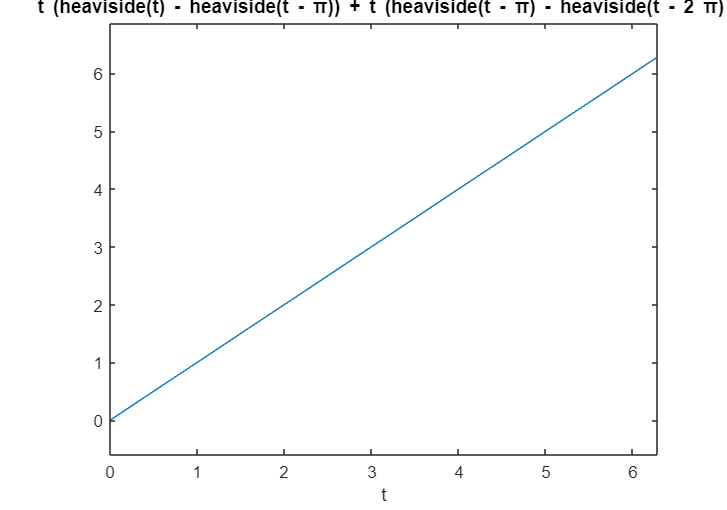 t (heaviside(t) - heaviside(t - π)) + t (heaviside(t - π) - heaviside(t - 2 π)
6
5
4
3
2
1
0
0 1 2 3 4 5 6
t